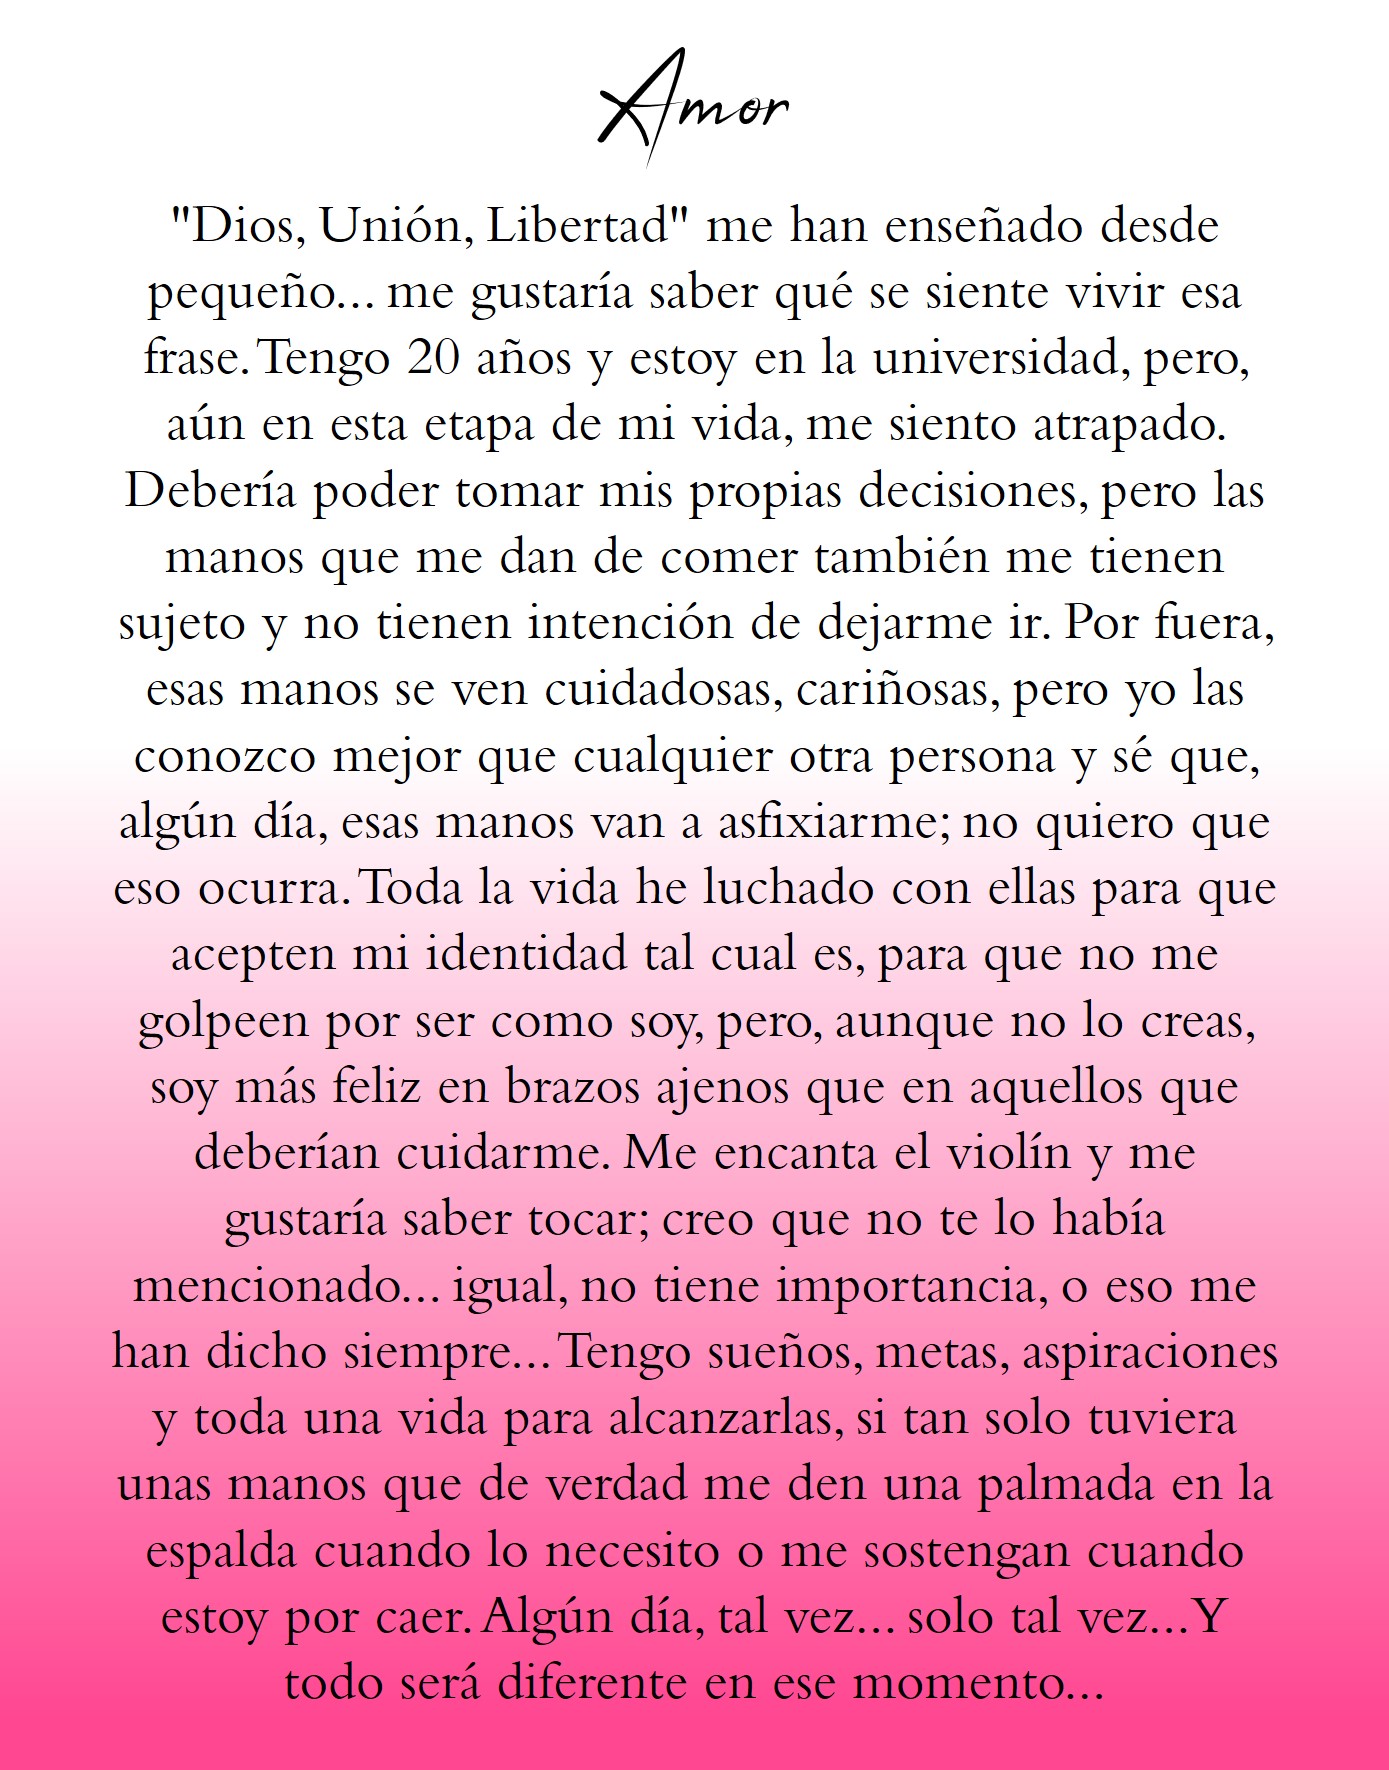 Amor
"Dios, Unión, Libertad" me han enseñado desde
pequeño... me gustaría saber qué se siente vivir esa
frase. Tengo 20 años y estoy en la universidad, pero,
aún en esta etapa de mi vida, me siento atrapado.
Debería poder tomar mis propias decisiones, pero las
manos que me dan de comer también me tienen
sujeto y no tienen intención de dejarme ir. Por fuera,
esas manos se ven cuidadosas, cariñosas, pero yo las
conozco mejor que cualquier otra persona y sé que,
algún día, esas manos van a asfixiarme; no quiero que
eso ocurra. Toda la vida he luchado con ellas para que
acepten mi identidad tal cual es, para que no me
golpeen por ser como soy, pero, aunque no lo creas,
soy más feliz en brazos ajenos que en aquellos que
deberían cuidarme. Me encanta el violín y me
gustaría saber tocar; creo que no te lo había
mencionado... igual, no tiene importancia, o eso me
han dicho siempre... Tengo sueños, metas, aspiraciones
y toda una vida para alcanzarlas, si tan solo tuviera
unas manos que de verdad me den una palmada en la
espalda cuando lo necesito o me sostengan cuando
estoy por caer. Algún día, tal vez... solo tal vez... Y
todo será diferente en ese momento...